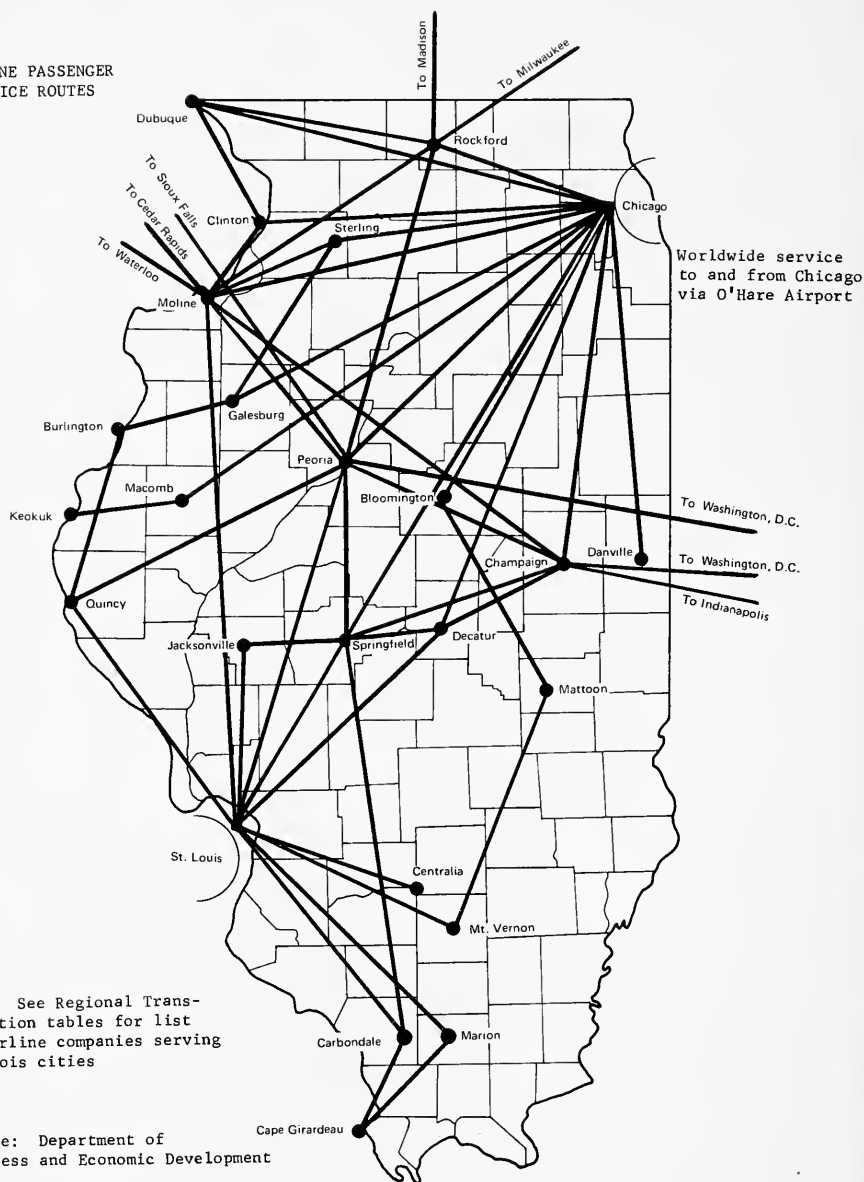 NE PASSENGER
ICE ROUTES
To Madison
To Milwaukee
Dubuque
Rockford
To Sioux Falls
To Cedar Rapids
To Waterloo
Clinton
Sterling
Chicago
Moline
Worldwide service
to and from Chicago
via O'Hare Airport
Galesburg
Burlington
Peoria
Macomb
Bloomington
Keokuk
To Washington, D.C.
Champaign
Danville
To Washington, D.C.
To Indianapolis
Quincy
Jacksonville
Springfield
Decatur
Mattoon
St. Louis
Centralia
Mt. Vernon
See Regional Trans-
tion tables for list
rline companies serving
ois cities
Carbondale
Marion
Cape Girardeau
e: Department of
ess and Economic Development